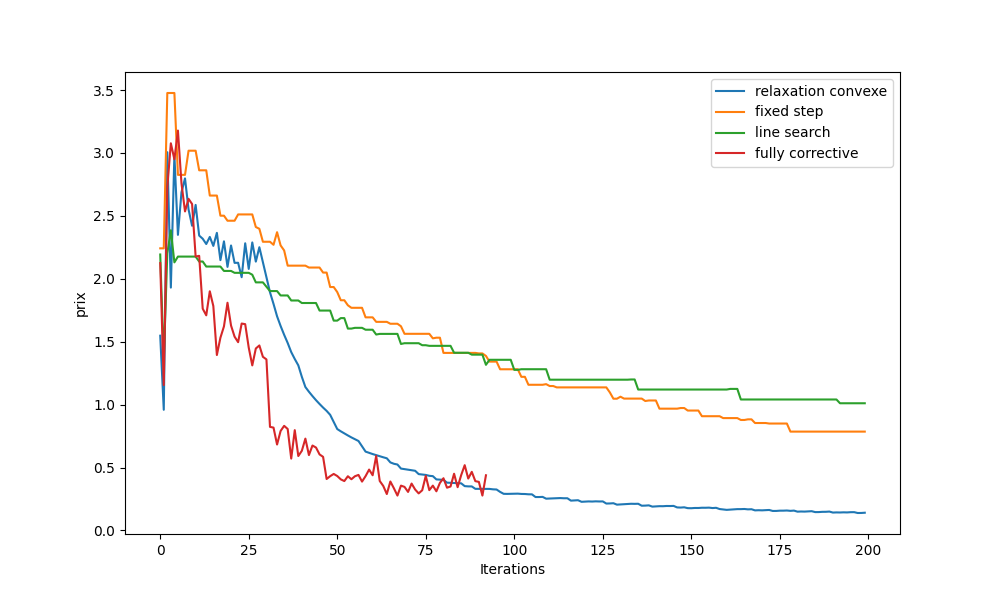 relaxation convexe
fixed step
line search
fully corrective
prix
3.5
3.0
2.5
2.0
1.5
1.0
0.5
0.0
0 25 50 75 100 125 150 175 200
Iterations